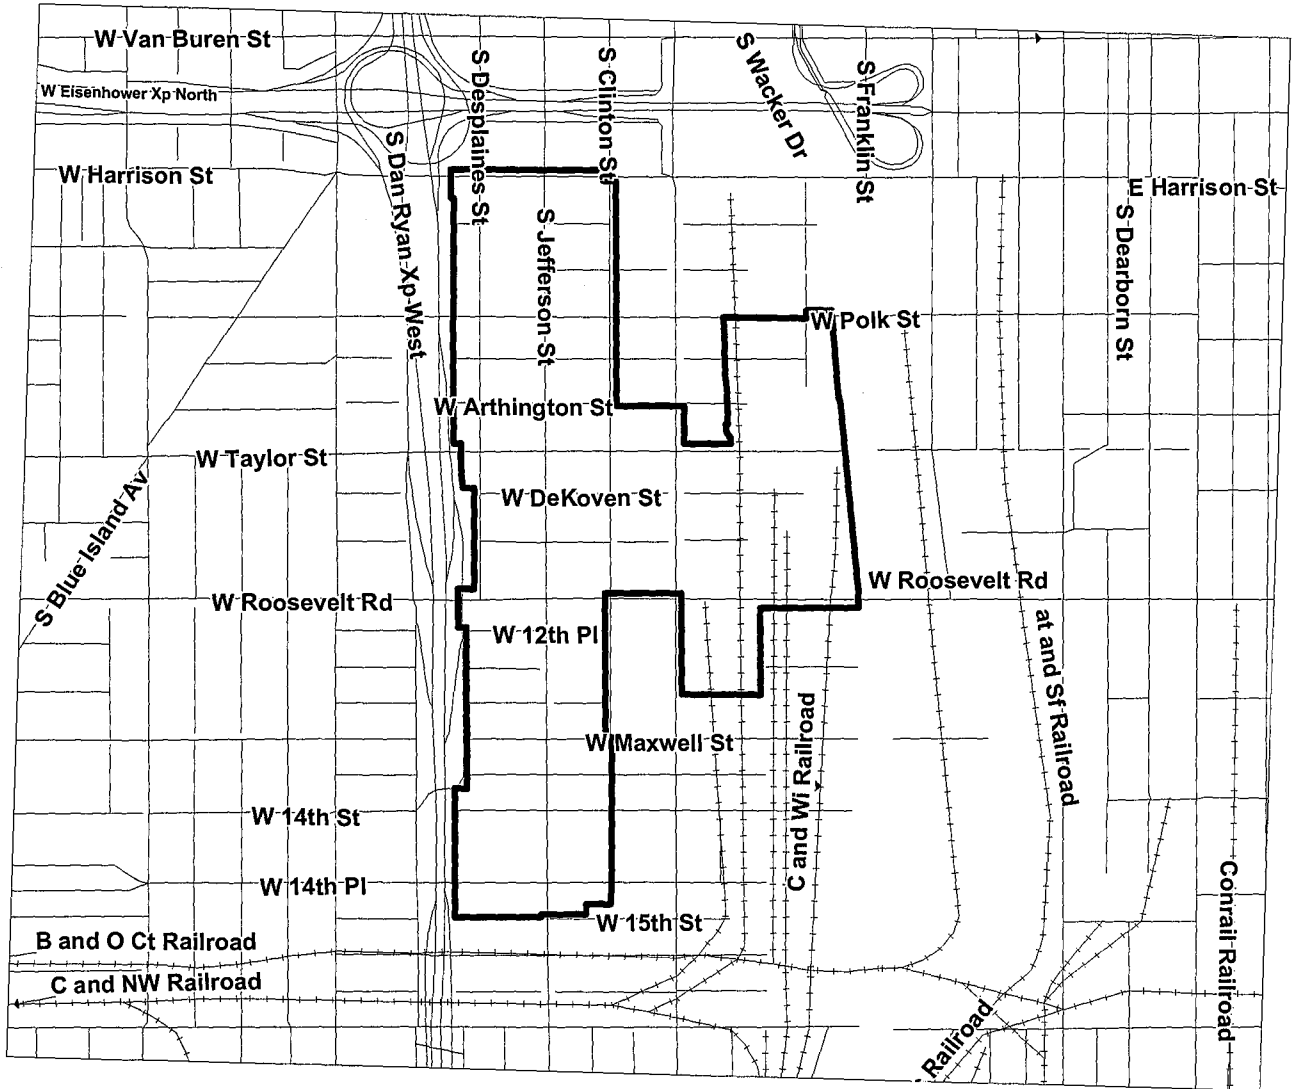 W Van Buren St
W Eisenhower Xp North
S Desplaines St
S Clinton St
S Wacker Dr
S Franklin St
W Harrison St
S Dan Ryan Xp West
E Harrison St
S Jefferson St
S Dearborn St
W Polk St
W Arthington St
W Taylor St
W DeKoven St
S Blue Island Av
W Roosevelt Rd
W Roosevelt Rd
W 12th Pl
at and Sf Railroad
W Maxwell St
C and Wi Railroad
W 14th St
W 14th Pl
W 15th St
Conrail Railroad
B and O Ct Railroad
C and NW Railroad
Railroad